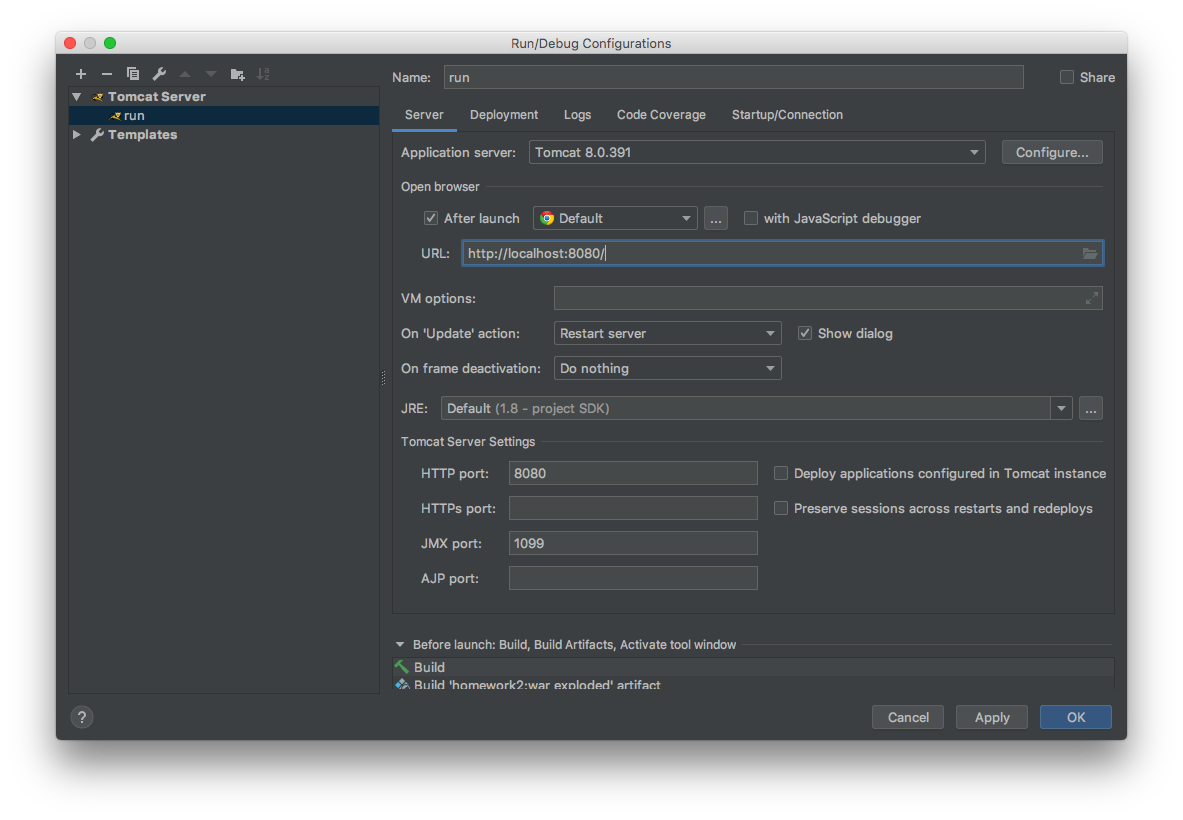 Run/Debug Configurations
Tomcat Server
run
Templates
Name: run Share
Server Deployment Logs Code Coverage Startup/Connection
Application server: Tomcat 8.0.391 Configure...
Open browser
After launch Default ... with JavaScript debugger
URL: http://localhost:8080/
VM options:
On 'Update' action: Restart server Show dialog
On frame deactivation: Do nothing
JRE: Default (1.8 - project SDK) ...
Tomcat Server Settings
HTTP port: 8080 Deploy applications configured in Tomcat instance
HTTPs port: Preserve sessions across restarts and redeploys
JMX port: 1099
AJP port:
Before launch: Build, Build Artifacts, Activate tool window
Build
Build 'homework2:war exploded' artifact
? Cancel Apply OK